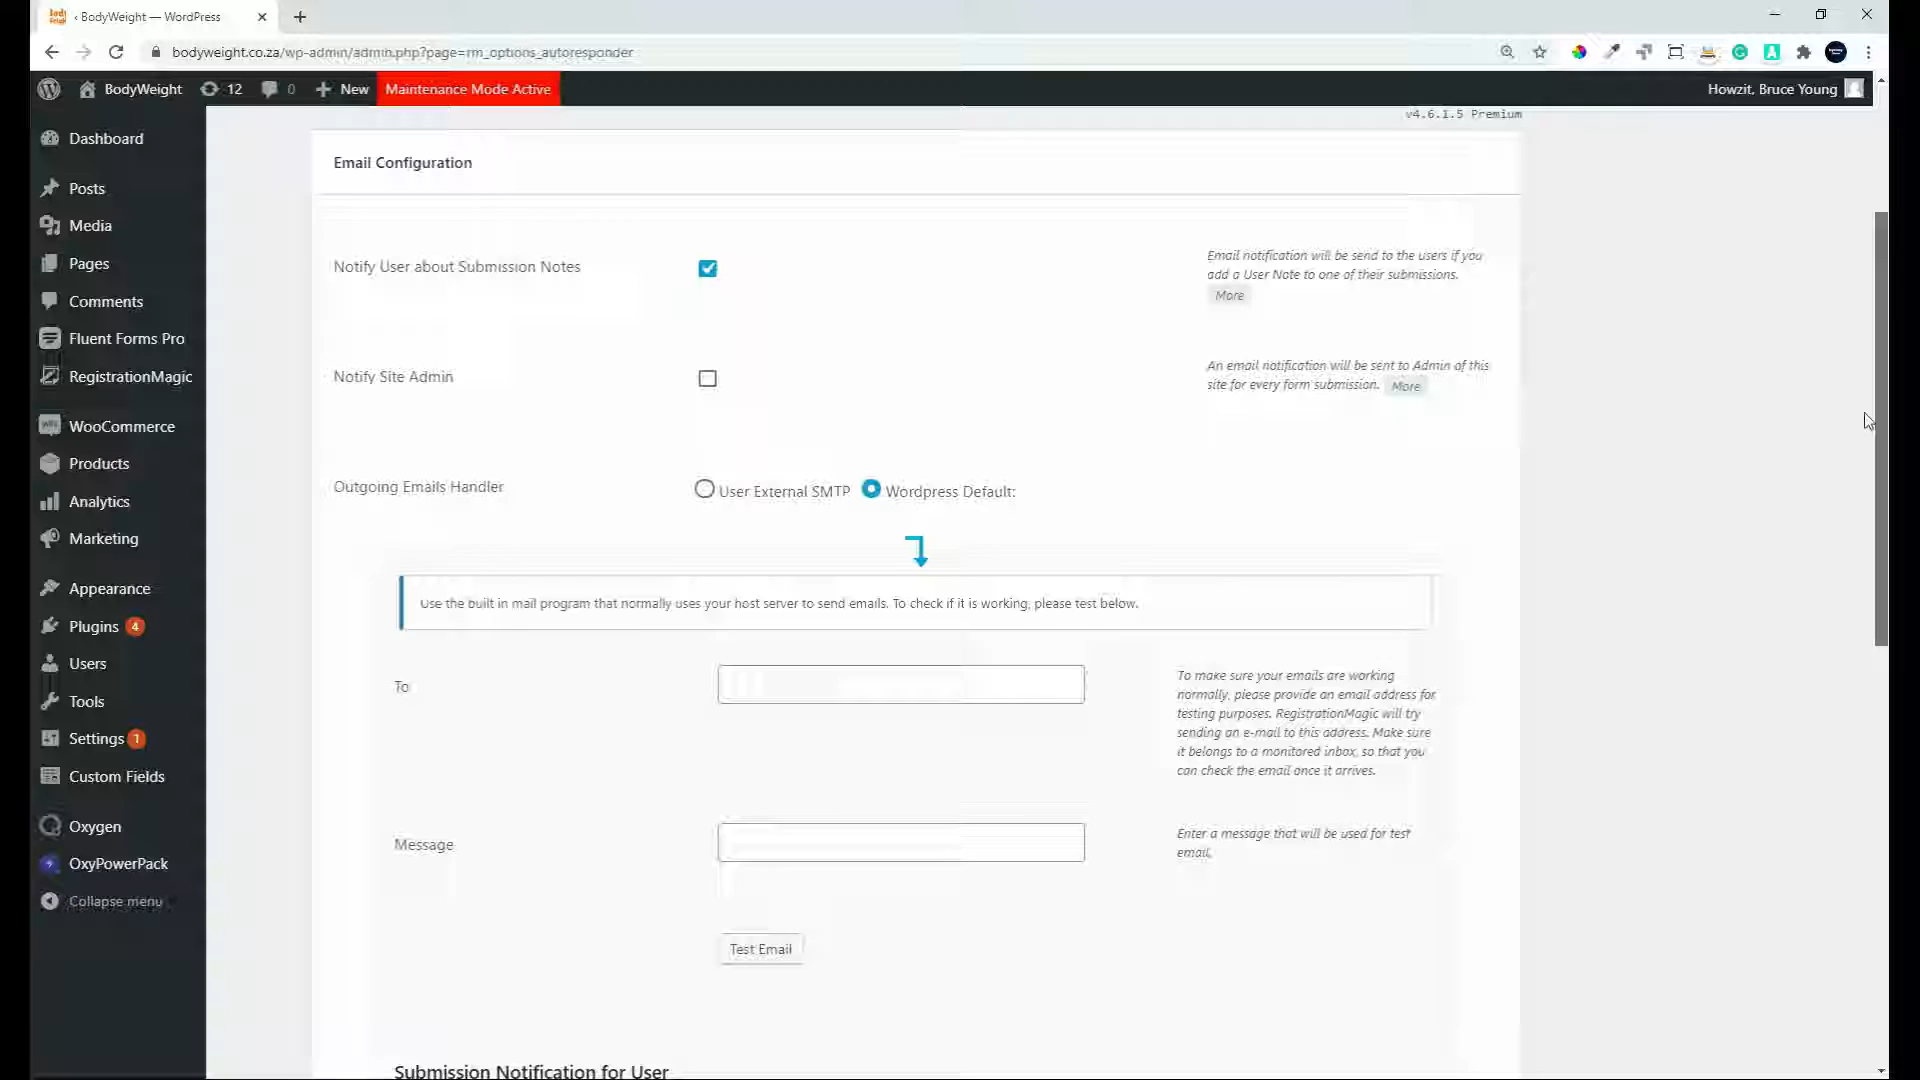 ‹ BodyWeight — WordPress
bodyweight.co.za/wp-admin/admin.php?page=rm_options_autoresponder
BodyWeight
12
0
New
Maintenance Mode Active
Howzit, Bruce Young
Dashboard
Posts
Media
Pages
Comments
Fluent Forms Pro
RegistrationMagic
WooCommerce
Products
Analytics
Marketing
Appearance
Plugins 4
Users
Tools
Settings 1
Custom Fields
Oxygen
OxyPowerPack
Collapse menu
v4.6.1.5 Premium
Email Configuration
Notify User about Submission Notes
Email notification will be send to the users if you
add a User Note to one of their submissions.
More
Notify Site Admin
An email notification will be sent to Admin of this
site for every form submission. More
Outgoing Emails Handler
User External SMTP
Wordpress Default:
Use the built in mail program that normally uses your host server to send emails. To check if it is working, please test below.
To
To make sure your emails are working
normally, please provide an email address for
testing purposes. RegistrationMagic will try
sending an e-mail to this address. Make sure
it belongs to a monitored inbox, so that you
can check the email once it arrives.
Message
Enter a message that will be used for test
email.
Test Email
Submission Notification for User